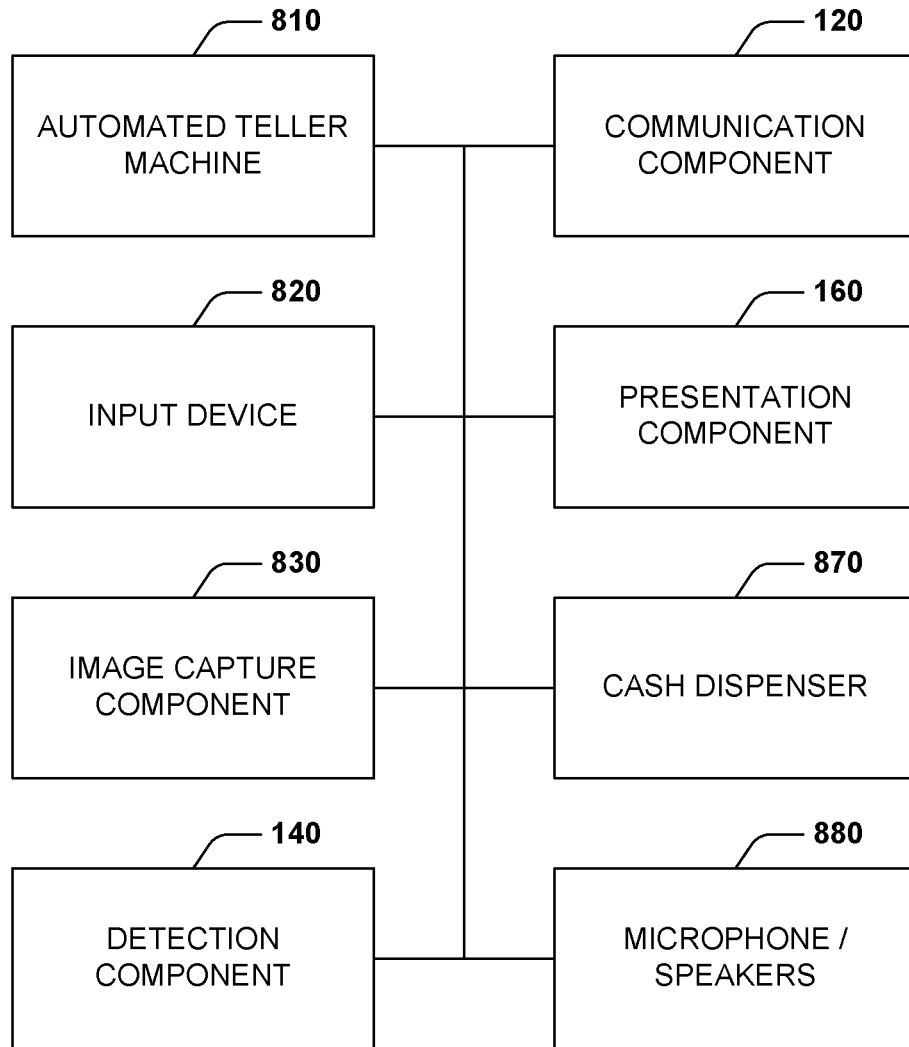 810
AUTOMATED TELLER
MACHINE
120
COMMUNICATION
COMPONENT
820
INPUT DEVICE
160
PRESENTATION
COMPONENT
830
IMAGE CAPTURE
COMPONENT
870
CASH DISPENSER
140
DETECTION
COMPONENT
880
MICROPHONE /
SPEAKERS